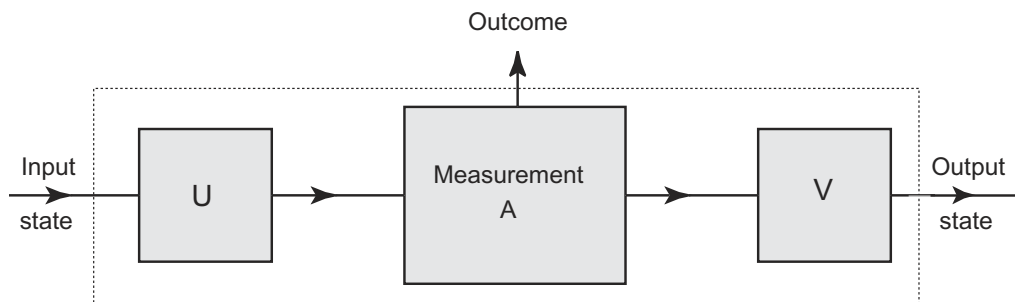 Outcome
Input
state
U
Measurement
A
V
Output
state